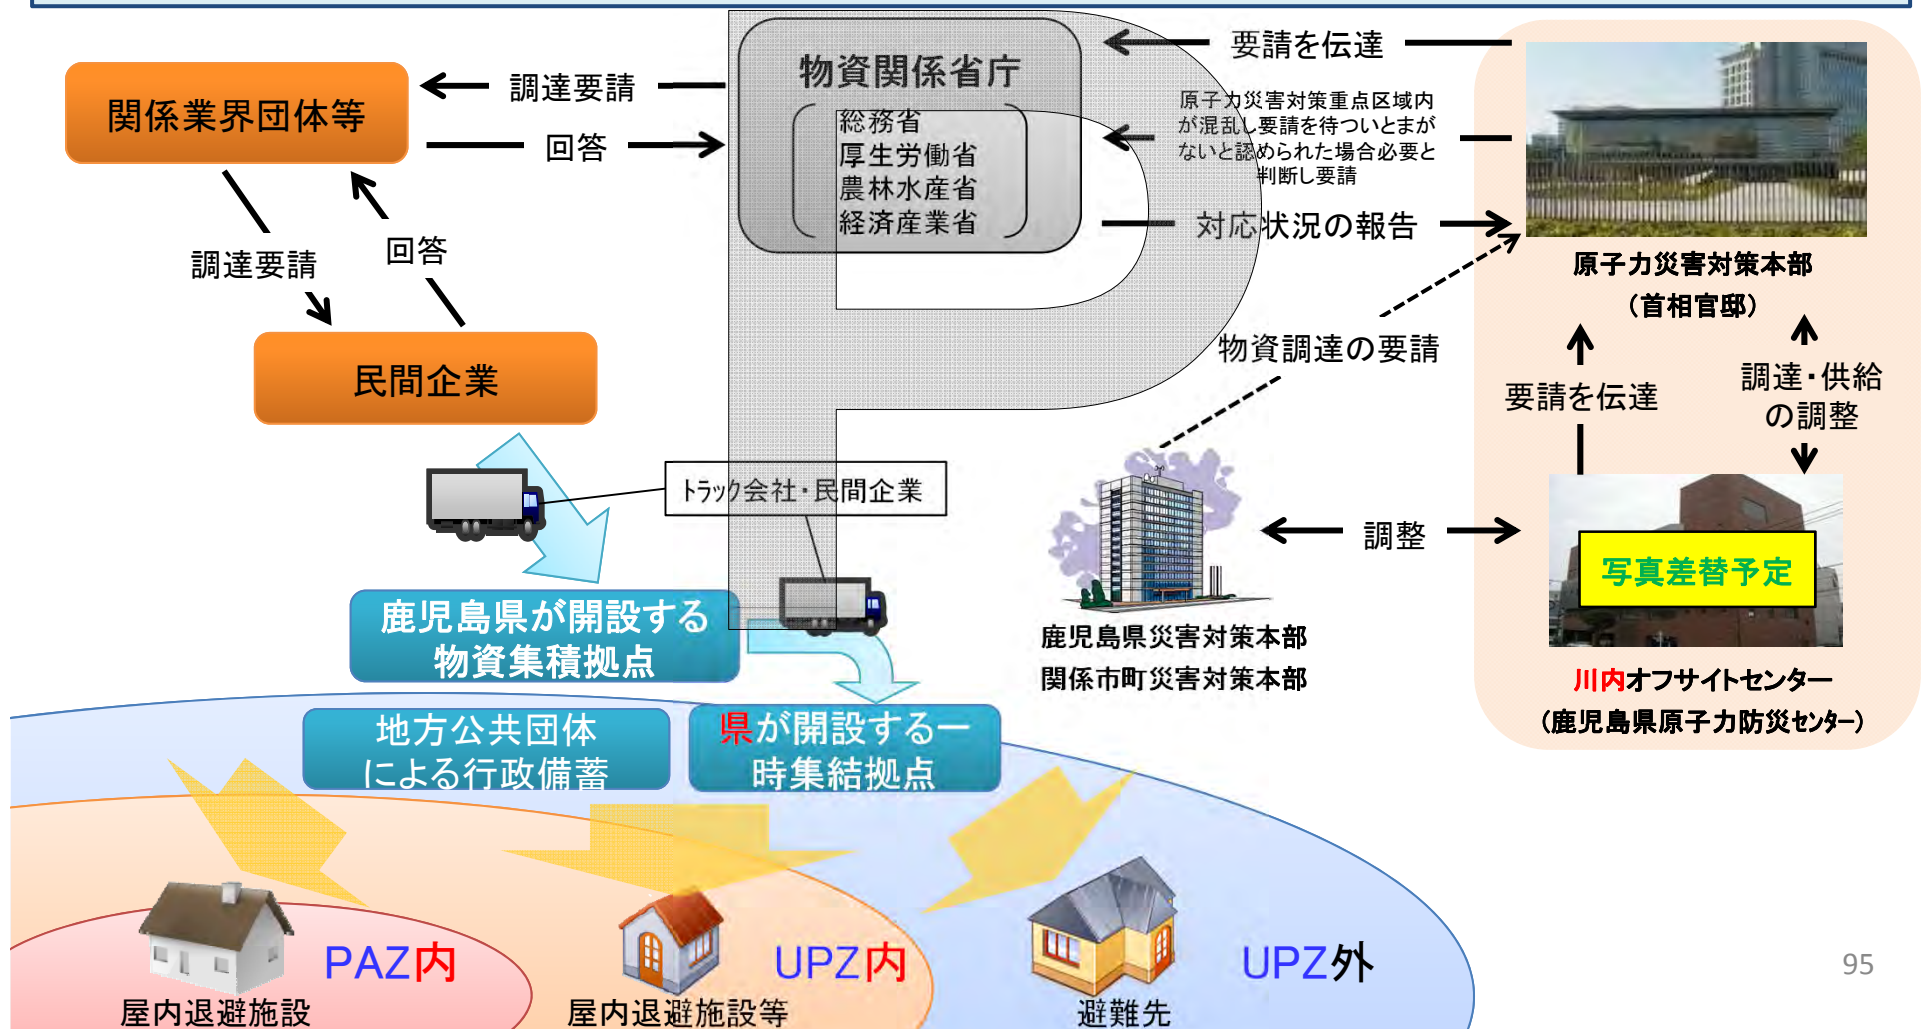 要請を伝達
物資関係省庁
総務省
厚生労働省
農林水産省
経済産業省
調達要請
関係業界団体等
回答
原子力災害対策重点区域内
が混乱し要請を待ついとまが
ないと認められた場合必要と
判断し要請
対応状況の報告
調達要請
回答
原子力災害対策本部
（首相官邸）
民間企業
物資調達の要請
要請を伝達
調達・供給
の調整
トラック会社・民間企業
調整
写真差替予定
鹿児島県が開設する
物資集積拠点
鹿児島県災害対策本部
関係市町災害対策本部
川内オフサイトセンター
（鹿児島県原子力防災センター）
地方公共団体
による行政備蓄
県が開設する一
時集結拠点
PAZ内
UPZ内
UPZ外
屋内退避施設
屋内退避施設等
避難先
95
P